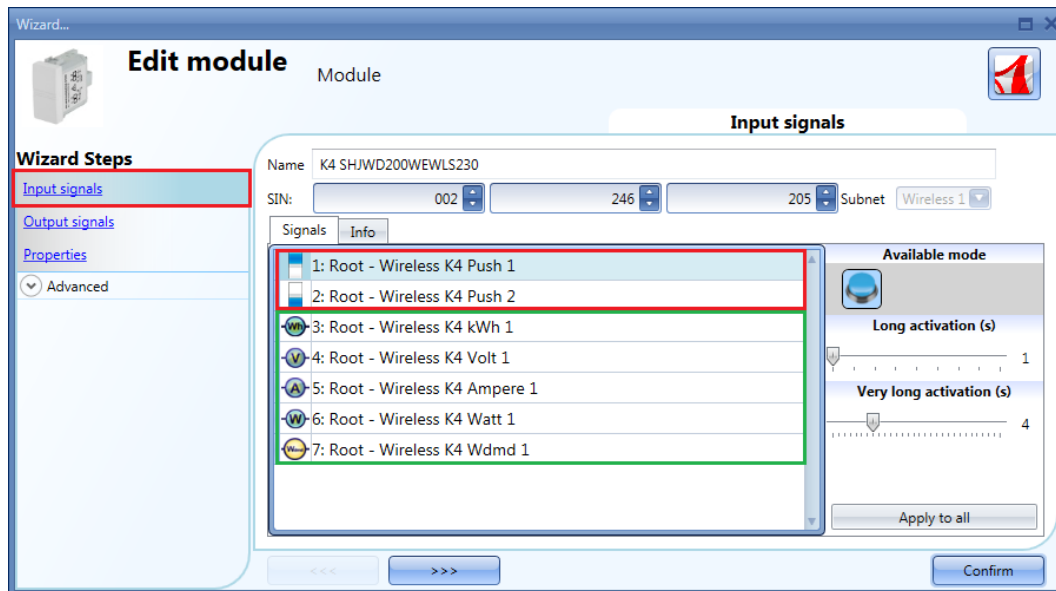 Wizard...
Edit module
Module
Input signals
Wizard Steps
Input signals
Output signals
Properties
Advanced
Name K4 SHJWD200WEWLS230
SIN: 002 246 205 Subnet Wireless 1
Signals Info
1: Root - Wireless K4 Push 1
2: Root - Wireless K4 Push 2
Wh 3: Root - Wireless K4 kWh 1
V 4: Root - Wireless K4 Volt 1
A 5: Root - Wireless K4 Ampere 1
W 6: Root - Wireless K4 Watt 1
7: Root - Wireless K4 Wdmd 1
Available mode
Long activation (s)
1
Very long activation (s)
4
Apply to all
<<<
>>>
Confirm